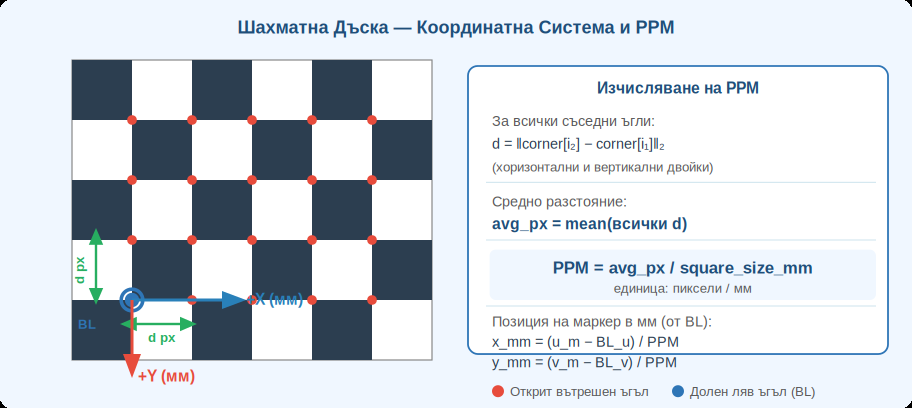 Шахматна Дъска — Координатна Система и PPM
Изчисляване на PPM
За всички съседни ъгли:
d = ‖corner[i₂] − corner[i₁]‖₂
(хоризонтални и вертикални двойки)
Средно разстояние:
avg_px = mean(всички d)
PPM = avg_px / square_size_mm
единица: пиксели / мм
Позиция на маркер в мм (от BL):
x_mm = (u_m − BL_u) / PPM
y_mm = (v_m − BL_v) / PPM
d px
+X (мм)
BL
d px
+Y (мм)
Открит вътрешен ъгъл
Долен ляв ъгъл (BL)